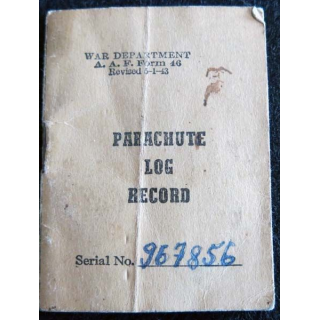 WAR DEPARTMENT
A. A. F. Form 46
Revised 5-1-43
PARACHUTE
LOG
RECORD
Serial No. 967856